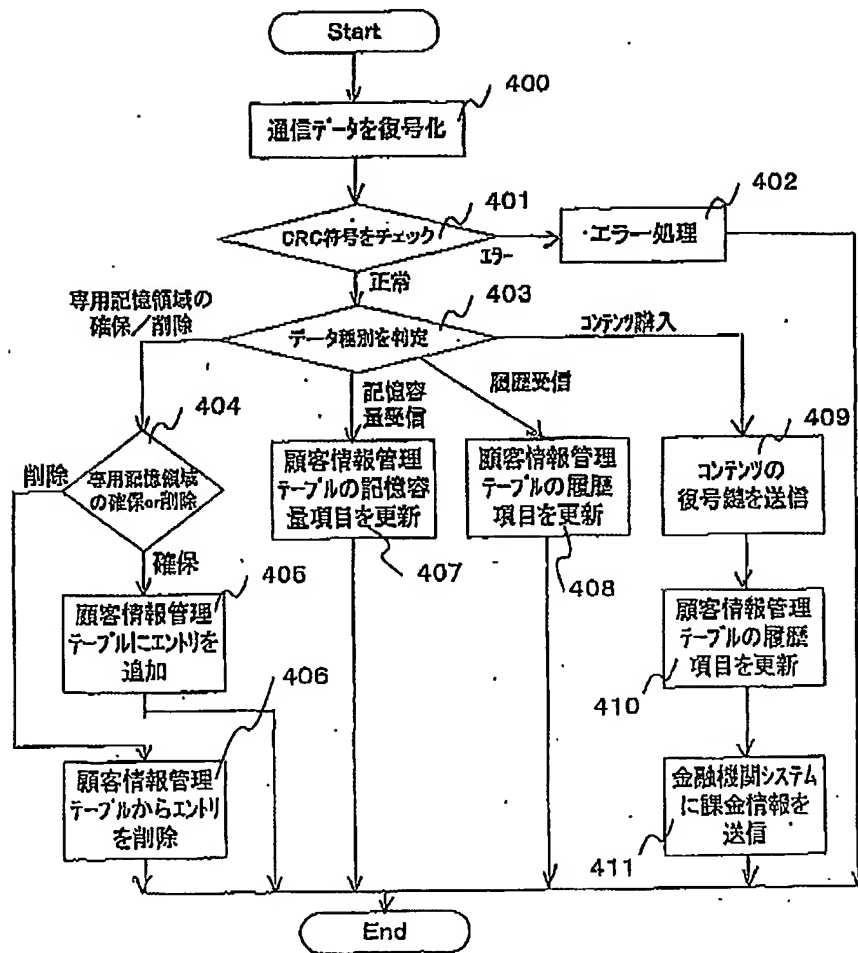 Start
400
通信データを復号化
401
CRC符号をチェック
402
・エラー処理
エラー
正常
403
データ種別を判定
専用記憶領域の
確保／削除
コンテンツ購入
記憶容
量受信
履歴受信
404
専用記憶領域
の確保or削除
削除
確保
405
顧客情報管理
テーブルにエントリを
追加
406
顧客情報管理
テーブルからエントリ
を削除
顧客情報管理
テーブルの記憶容
量項目を更新
407
顧客情報管理
テーブルの履歴
項目を更新
408
409
コンテンツの
復号鍵を送信
顧客情報管理
テーブルの履歴
項目を更新
410
金融機関システム
に課金情報を
送信
411
End